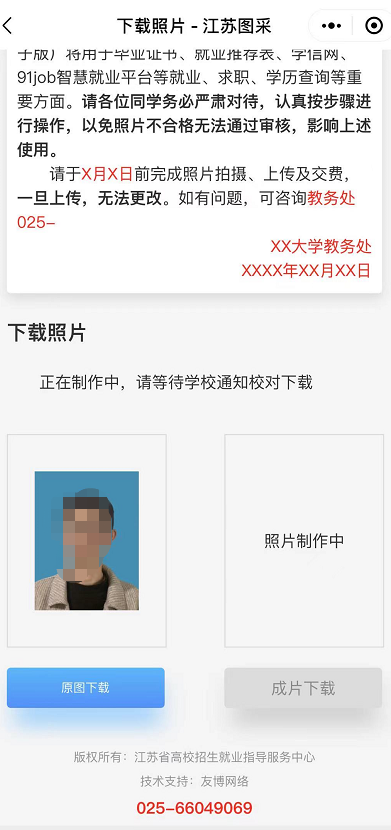 下载照片 - 江苏图采
子版）将用于毕业证书、就业推荐表、学信网、
91job智慧就业平台等就业、求职、学历查询等重
要方面。请各位同学务必严肃对待，认真按步骤进
行操作，以免照片不合格无法通过审核，影响上述
使用。
请于X月X日前完成照片拍摄、上传及交费，
一旦上传，无法更改。如有问题，可咨询教务处
025-
XX大学教务处
XXXX年XX月XX日
下载照片
正在制作中，请等待学校通知校对下载
照片制作中
原图下载
成片下载
版权所有：江苏省高校招生就业指导服务中心
技术支持：友博网络
025-66049069